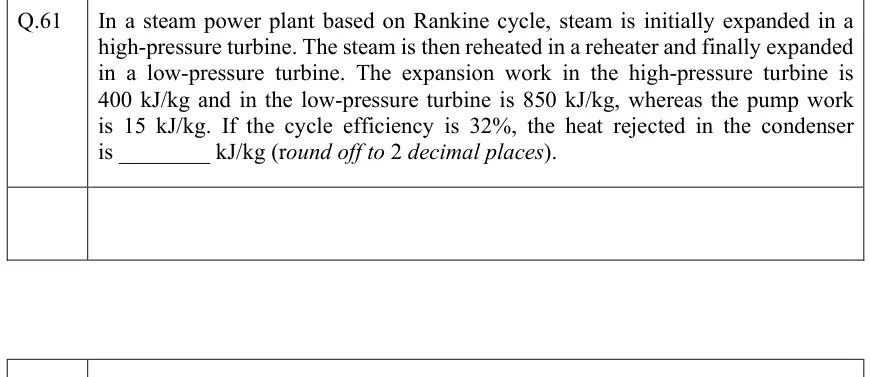 Q.61 In a steam power plant based on Rankine cycle, steam is initially expanded in a
high-pressure turbine. The steam is then reheated in a reheater and finally expanded
in a low-pressure turbine. The expansion work in the high-pressure turbine is
400 kJ/kg and in the low-pressure turbine is 850 kJ/kg, whereas the pump work
is 15 kJ/kg. If the cycle efficiency is 32%, the heat rejected in the condenser
is ________ kJ/kg (round off to 2 decimal places).